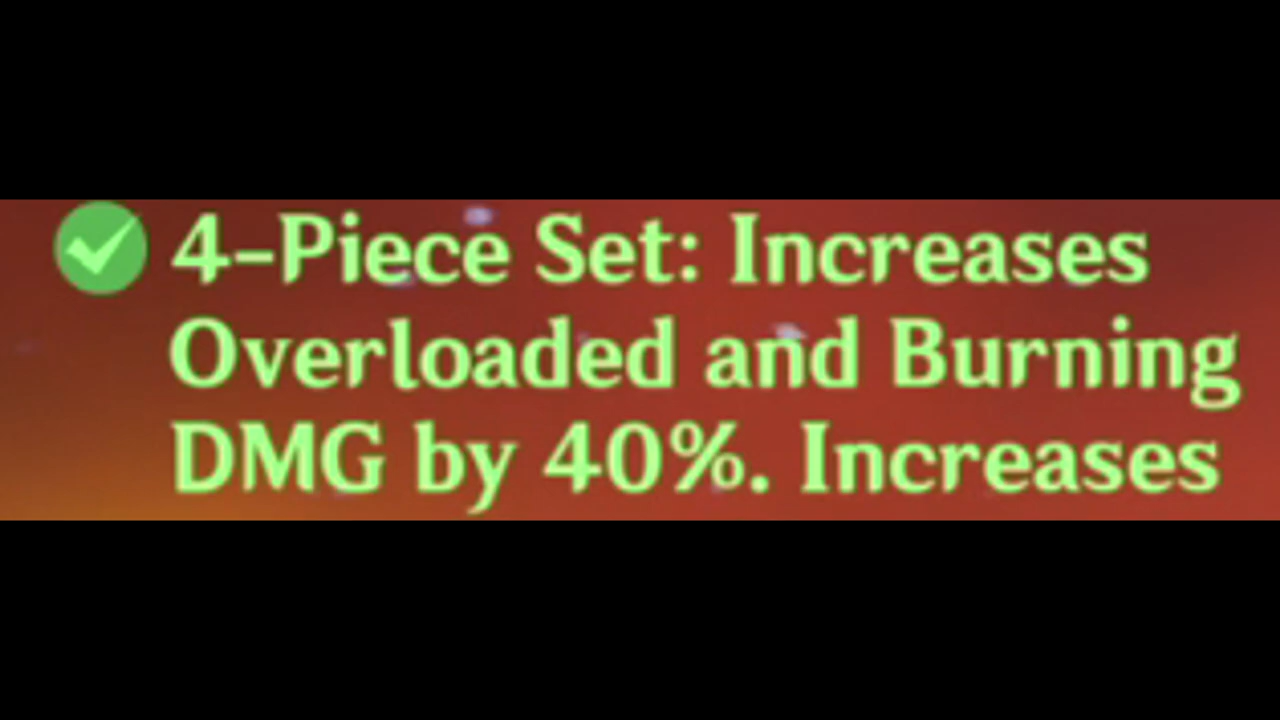 4-Piece Set: Increases
Overloaded and Burning
DMG by 40%. Increases